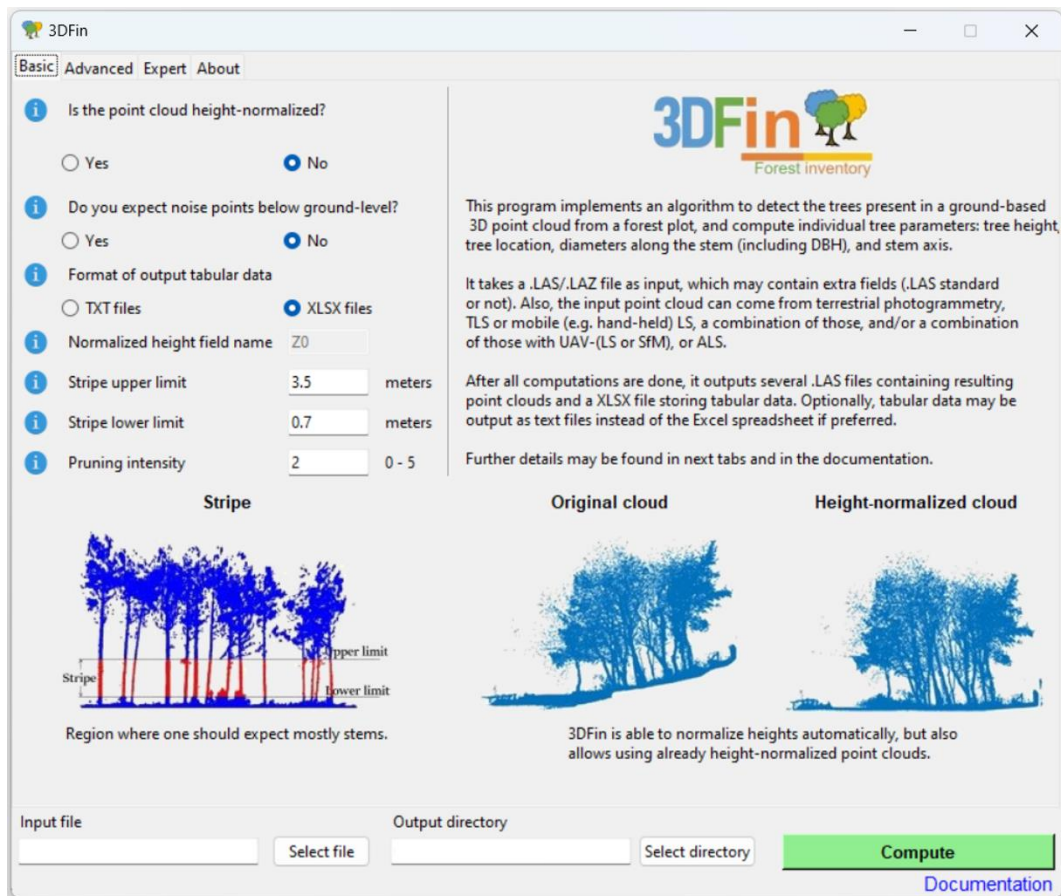 3DFin
Basic Advanced Expert About
Is the point cloud height-normalized?
Yes No
Do you expect noise points below ground-level?
Yes No
Format of output tabular data
TXT files XLSX files
Normalized height field name Z0
Stripe upper limit 3.5 meters
Stripe lower limit 0.7 meters
Pruning intensity 2 0 - 5
3DFin
Forest inventory
This program implements an algorithm to detect the trees present in a ground-based
3D point cloud from a forest plot, and compute individual tree parameters: tree height,
tree location, diameters along the stem (including DBH), and stem axis.
It takes a .LAS/.LAZ file as input, which may contain extra fields (.LAS standard
or not). Also, the input point cloud can come from terrestrial photogrammetry,
TLS or mobile (e.g. hand-held) LS, a combination of those, and/or a combination
of those with UAV-(LS or SfM), or ALS.
After all computations are done, it outputs several .LAS files containing resulting
point clouds and a XLSX file storing tabular data. Optionally, tabular data may be
output as text files instead of the Excel spreadsheet if preferred.
Further details may be found in next tabs and in the documentation.
Stripe
Upper limit
Stripe
Lower limit
Region where one should expect mostly stems.
Original cloud Height-normalized cloud
3DFin is able to normalize heights automatically, but also
allows using already height-normalized point clouds.
Input file
Select file
Output directory
Select directory
Compute
Documentation